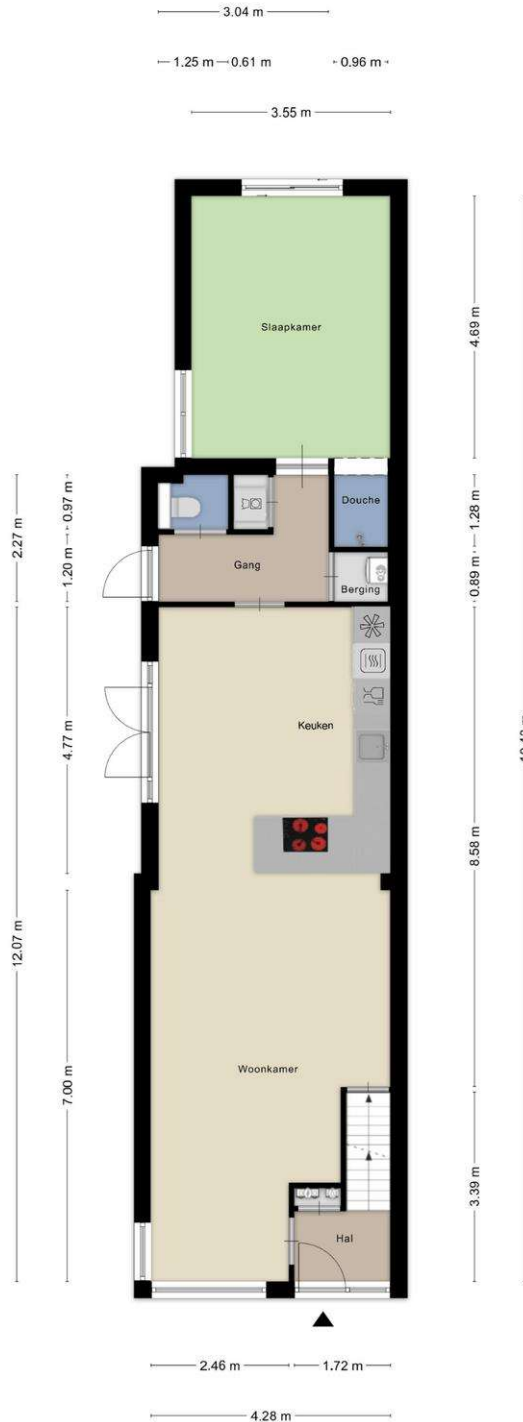 3.04 m
1.25 m
0.61 m
0.96 m
3.55 m
Slaapkamer
4.69 m
Douche
0.97 m
1.28 m
2.27 m
1.20 m
Gang
Berging
0.89 m
Keuken
4.77 m
8.58 m
12.07 m
Woonkamer
7.00 m
3.39 m
Hal
2.46 m
1.72 m
4.28 m